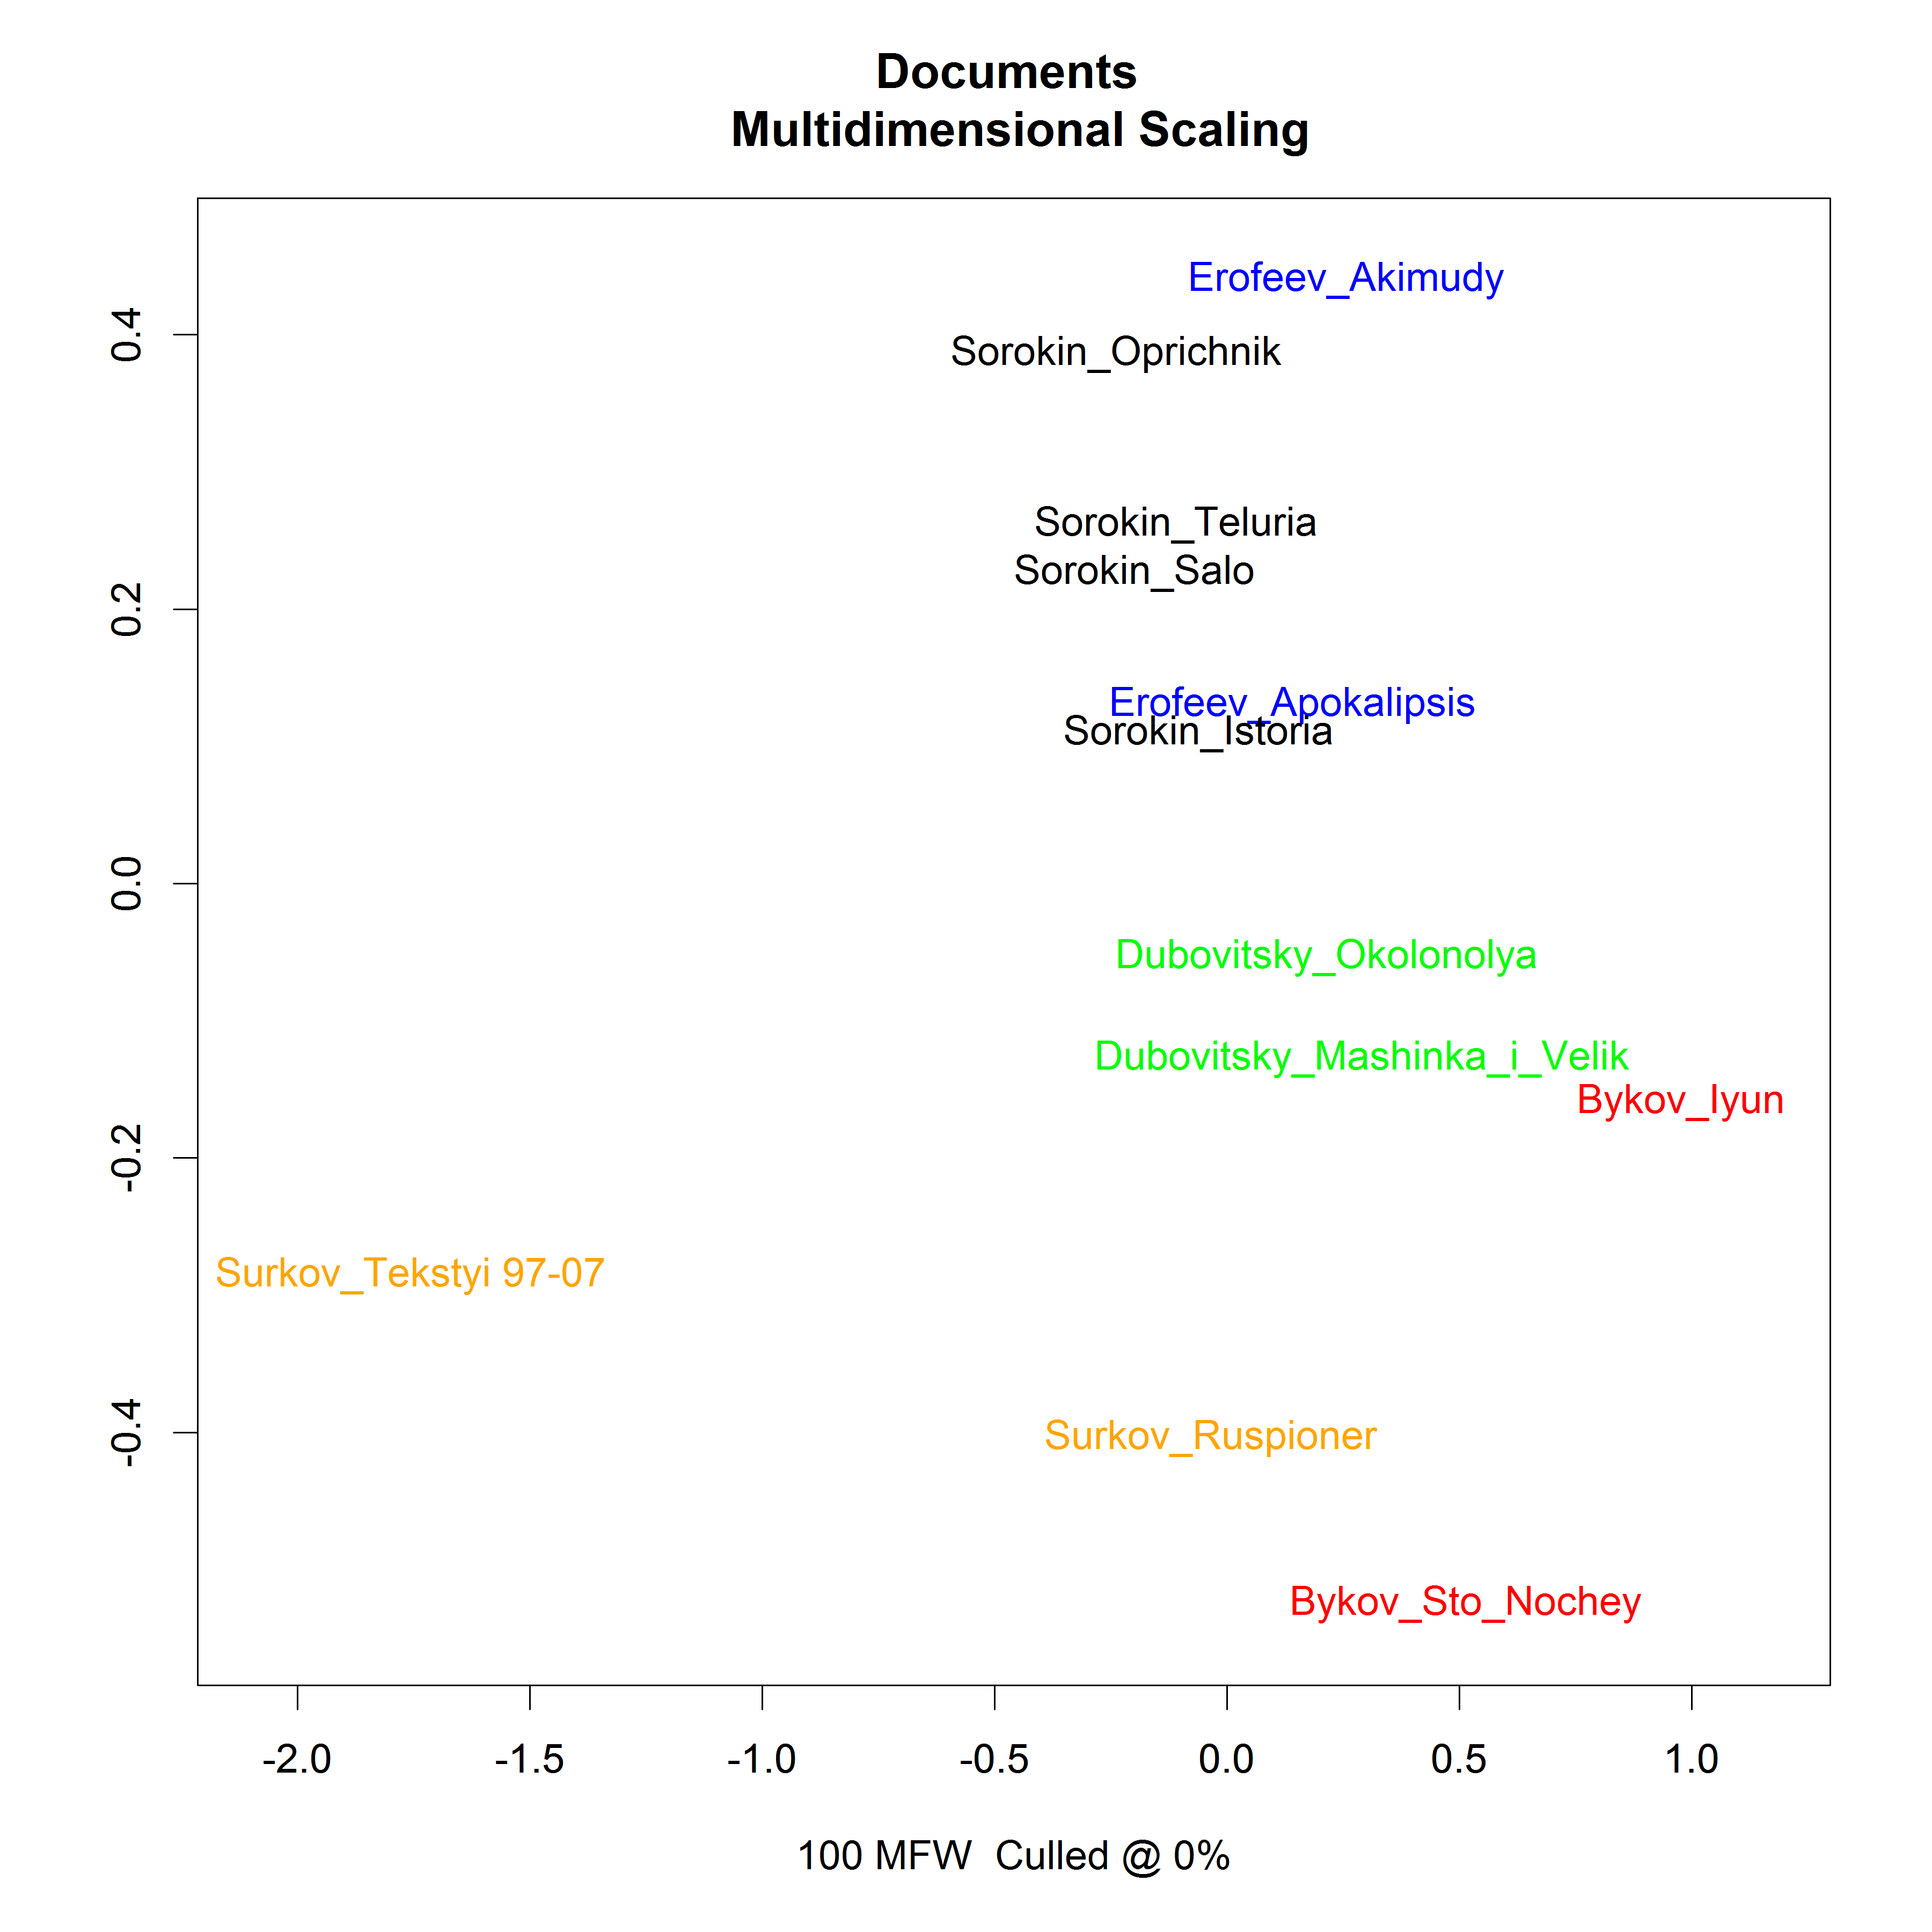 Documents
Multidimensional Scaling
Erofeev_Akimudy
0.4
Sorokin_Oprichnik
Sorokin_Teluria
Sorokin_Salo
0.2
Erofeev_Apokalipsis
Sorokin_Istoria
0.0
Dubovitsky_Okolonolya
Dubovitsky_Mashinka_i_Velik
Bykov_Iyun
-0.2
Surkov_Tekstyi 97-07
-0.4
Surkov_Ruspioner
Bykov_Sto_Nochey
-2.0 -1.5 -1.0 -0.5 0.0 0.5 1.0
100 MFW  Culled @ 0%